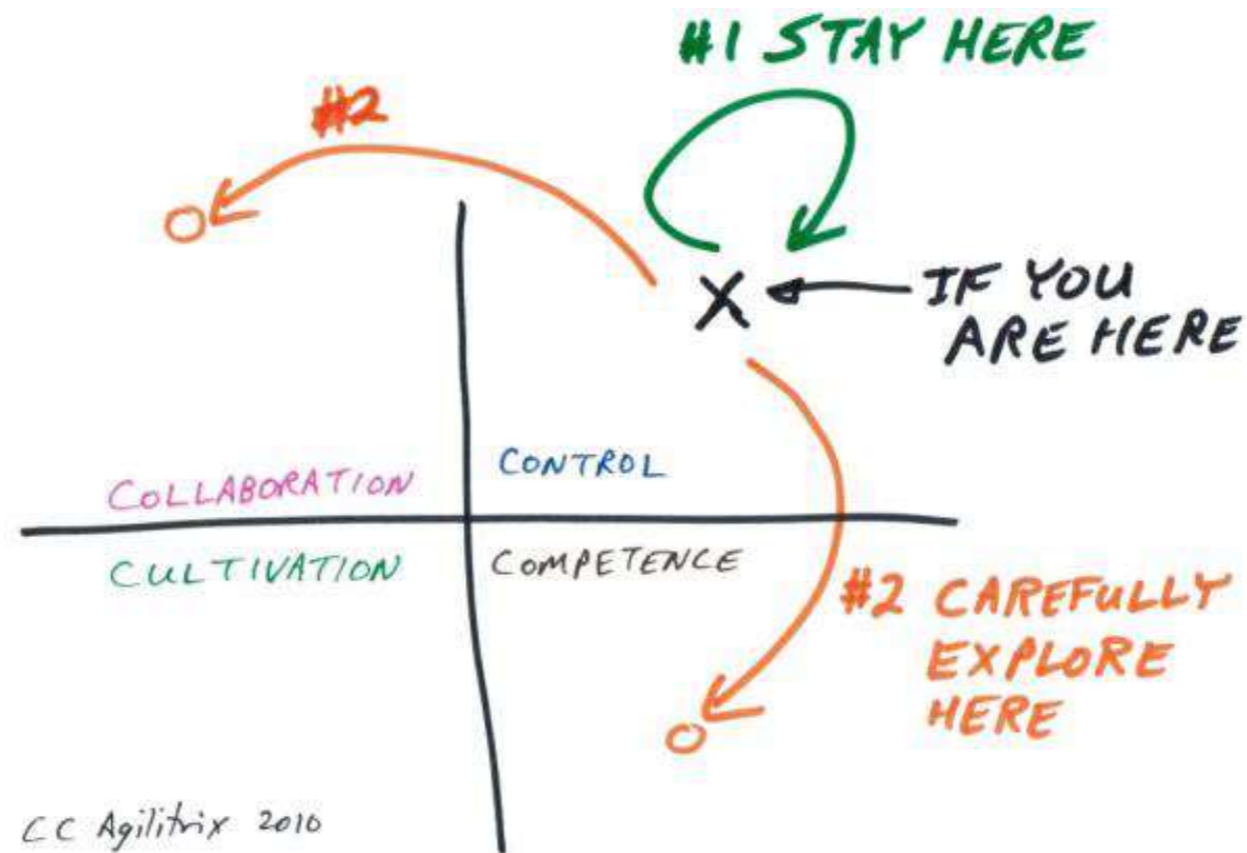 #1 STAY HERE
#2
IF YOU
ARE HERE
X
COLLABORATION
CONTROL
CULTIVATION
COMPETENCE
#2 CAREFULLY
EXPLORE
HERE
CC Agilitrix 2010